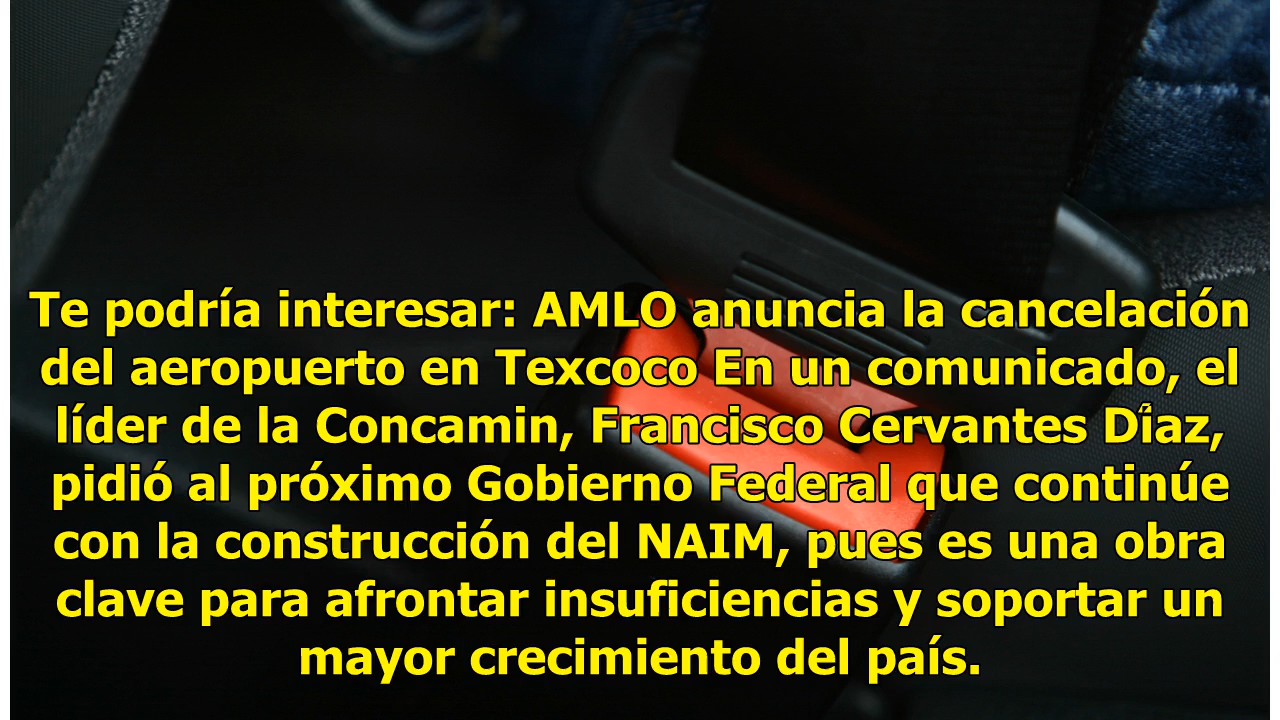 Te podría interesar: AMLO anuncia la cancelación
del aeropuerto en Texcoco En un comunicado, el
líder de la Concamin, Francisco Cervantes Díaz,
pidió al próximo Gobierno Federal que continúe
con la construcción del NAIM, pues es una obra
clave para afrontar insuficiencias y soportar un
mayor crecimiento del país.